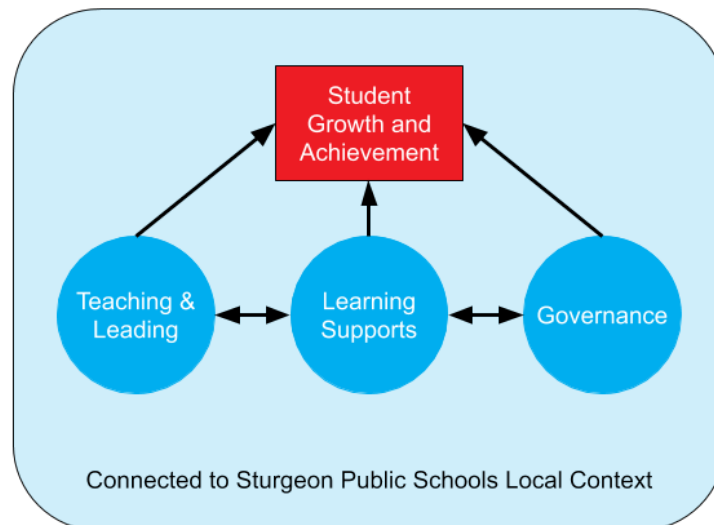 Student
Growth and
Achievement
Teaching &
Leading
Learning
Supports
Governance
Connected to Sturgeon Public Schools Local Context